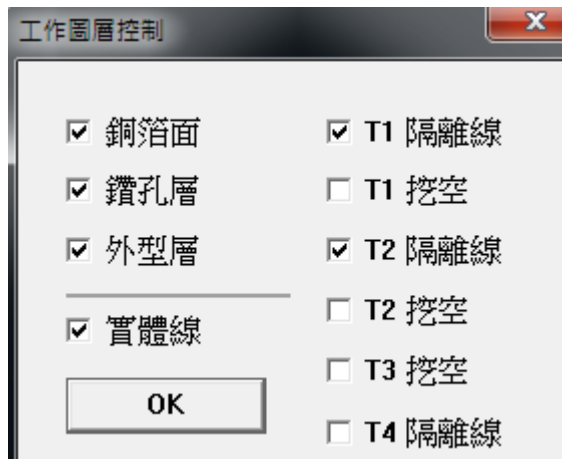 工作圖層控制
銅箔面
鑽孔層
外型層
實體線
OK
T1 隔離線
T1 挖空
T2 隔離線
T2 挖空
T3 挖空
T4 隔離線